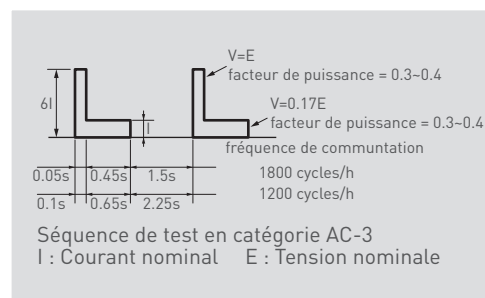 V=E
facteur de puissance = 0.3~0.4
6I
I
V=0.17E
facteur de puissance = 0.3~0.4
fréquence de communtation
0.05s 0.45s 1.5s 1800 cycles/h
0.1s 0.65s 2.25s 1200 cycles/h
Séquence de test en catégorie AC-3
I : Courant nominal E : Tension nominale